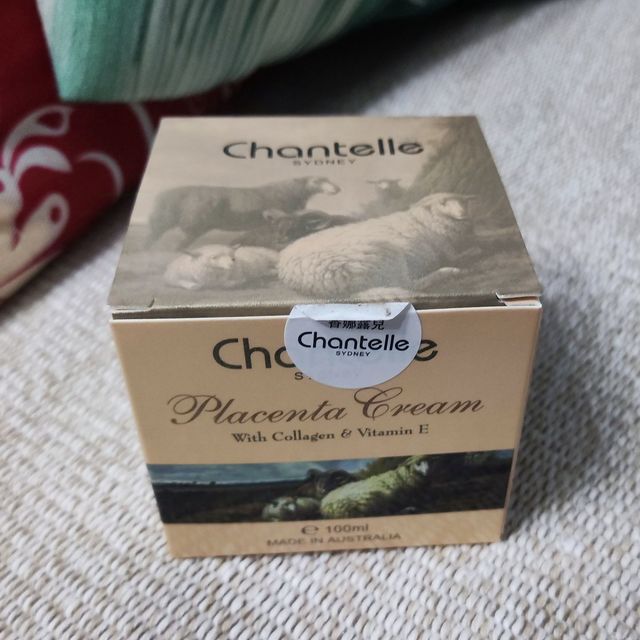 Chantelle
SYDNEY
香娜露兒
Chantelle
SYDNEY
Placenta Cream
With Collagen & Vitamin E
℮ 100ml
MADE IN AUSTRALIA